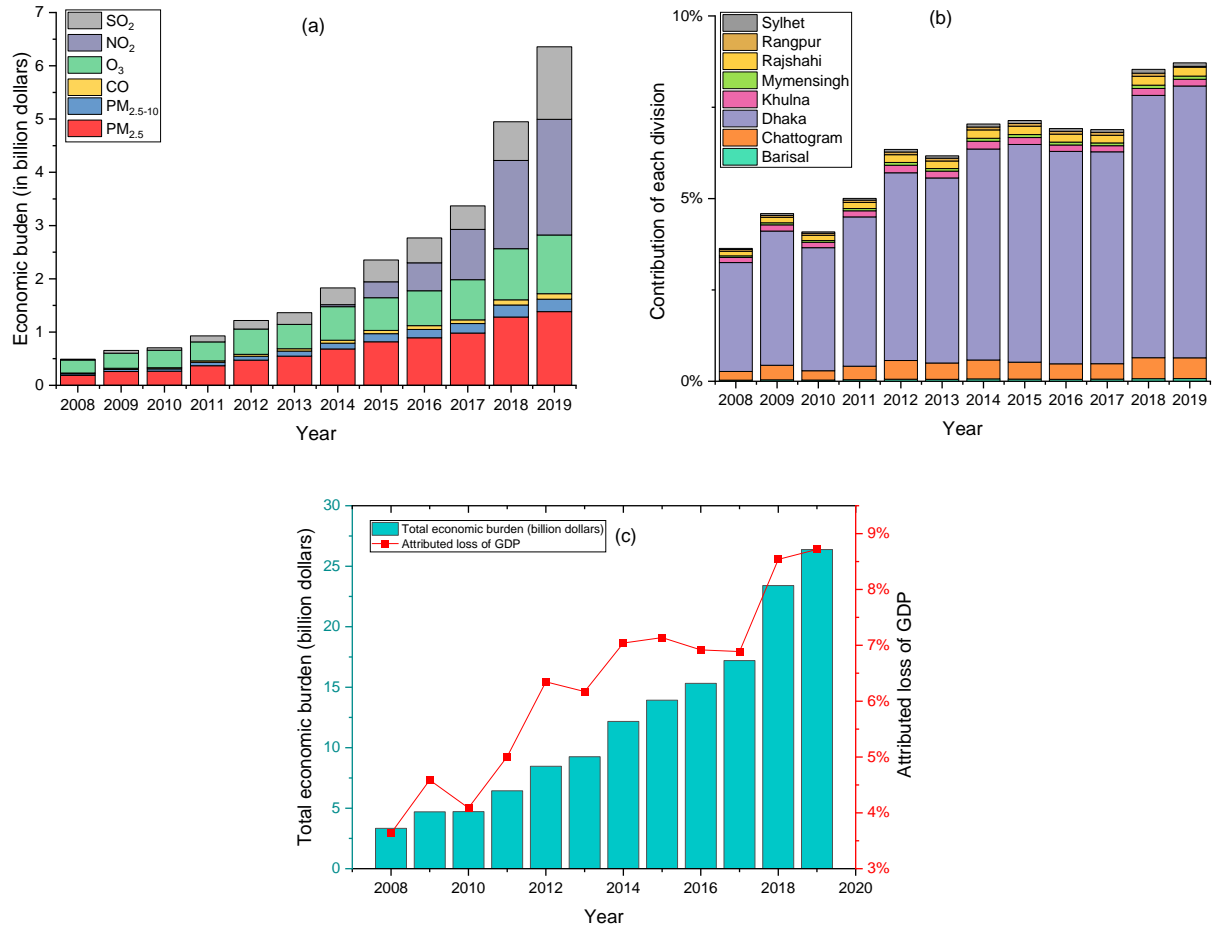 (a)
SO2
NO2
O3
CO
PM2.5-10
PM2.5
Economic buden (in billion dollars)
7
6
5
4
3
2
1
0
2008 2009 2010 2011 2012 2013 2014 2015 2016 2017 2018 2019
Year
(b)
Sylhet
Rangpur
Rajshahi
Mymensingh
Khulna
Dhaka
Chattogram
Barisal
Contribution of each division
10%
5%
0%
2008 2009 2010 2011 2012 2013 2014 2015 2016 2017 2018 2019
Year
(c)
Total economic burden (billion dollars)
Attributed loss of GDP
Total economic burden (billion dollars)
30
25
20
15
10
5
0
9%
8%
7%
6%
5%
4%
3%
Attributed loss of GDP
2008 2010 2012 2014 2016 2018 2020
Year